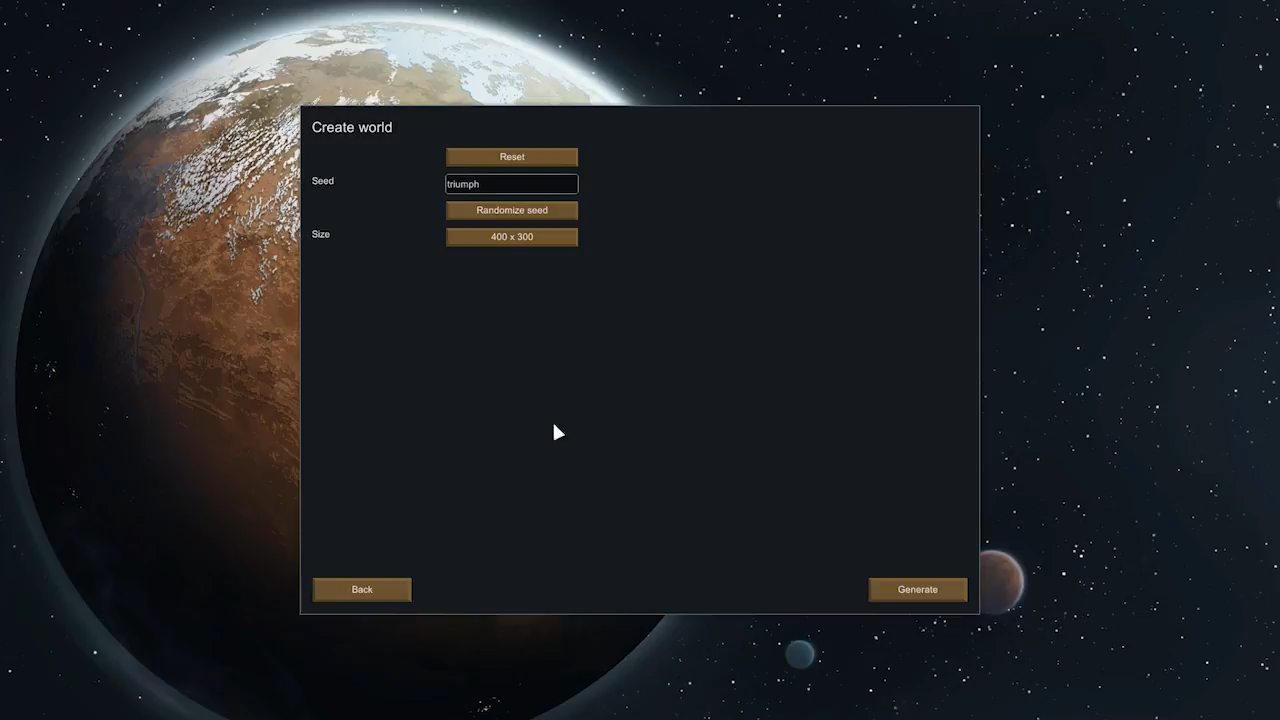 Create world
Reset
Seed
triumph
Randomize seed
Size
400 x 300
Back
Generate